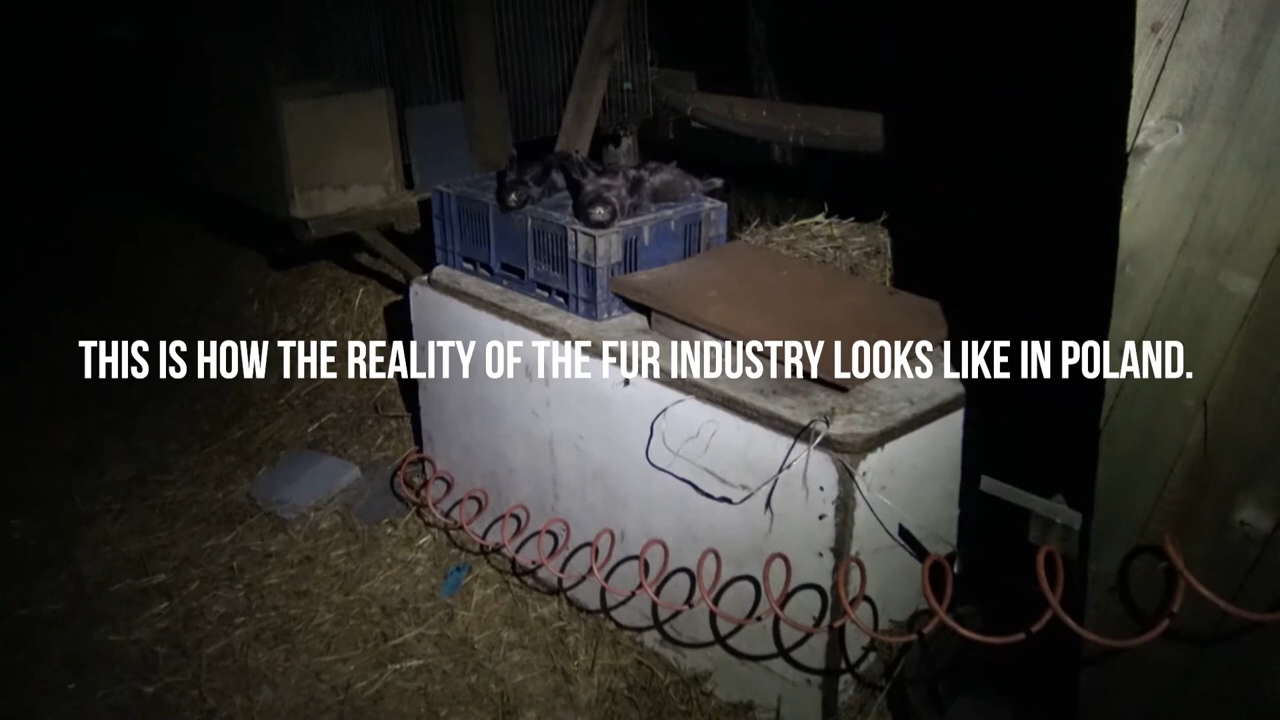 THIS IS HOW THE REALITY OF THE FUR INDUSTRY LOOKS LIKE IN POLAND.